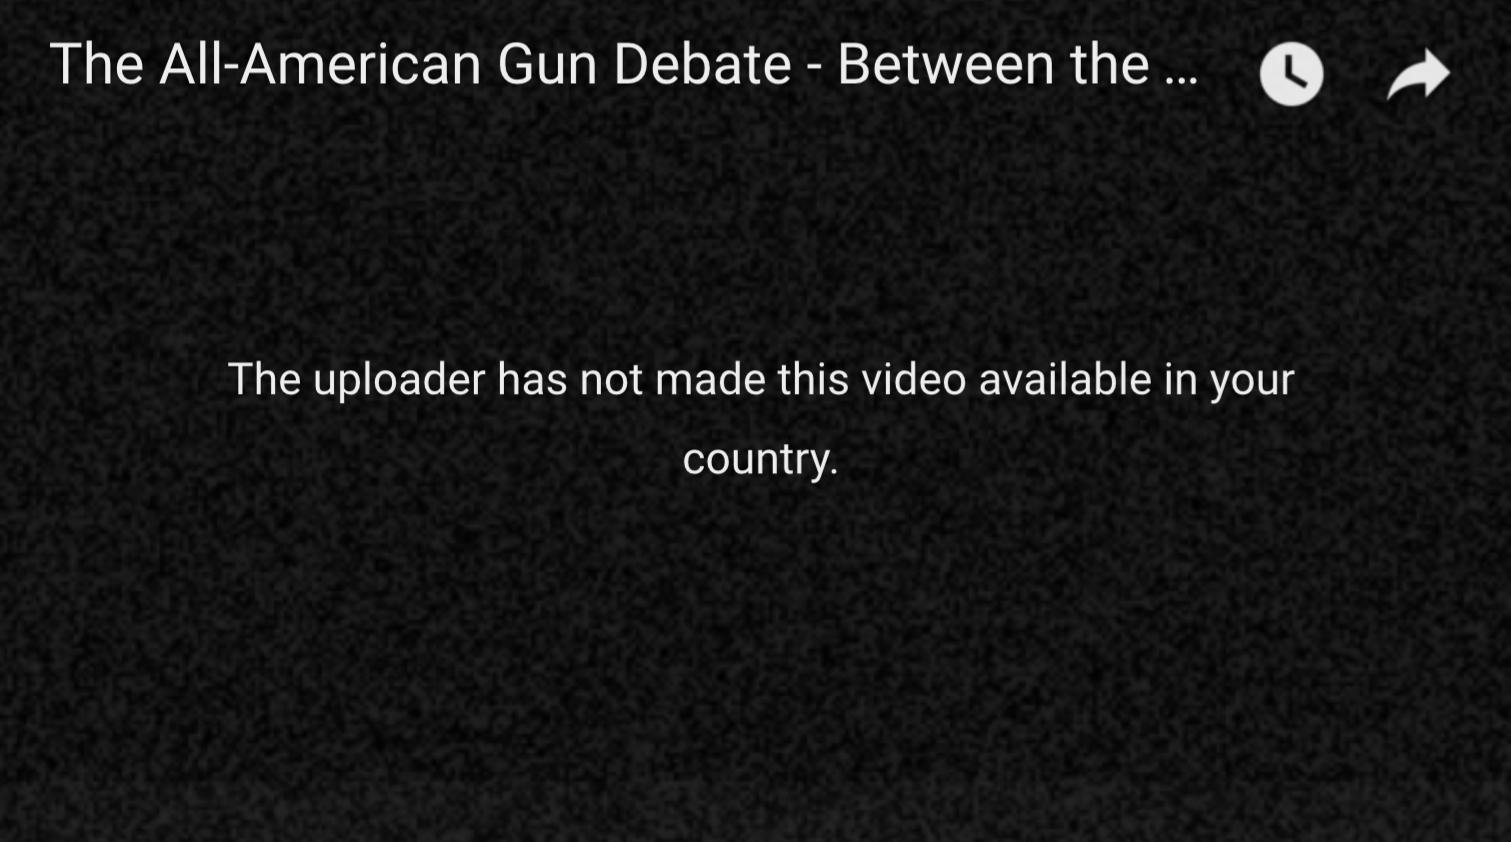 The All-American Gun Debate - Between the ...
The uploader has not made this video available in your
country.